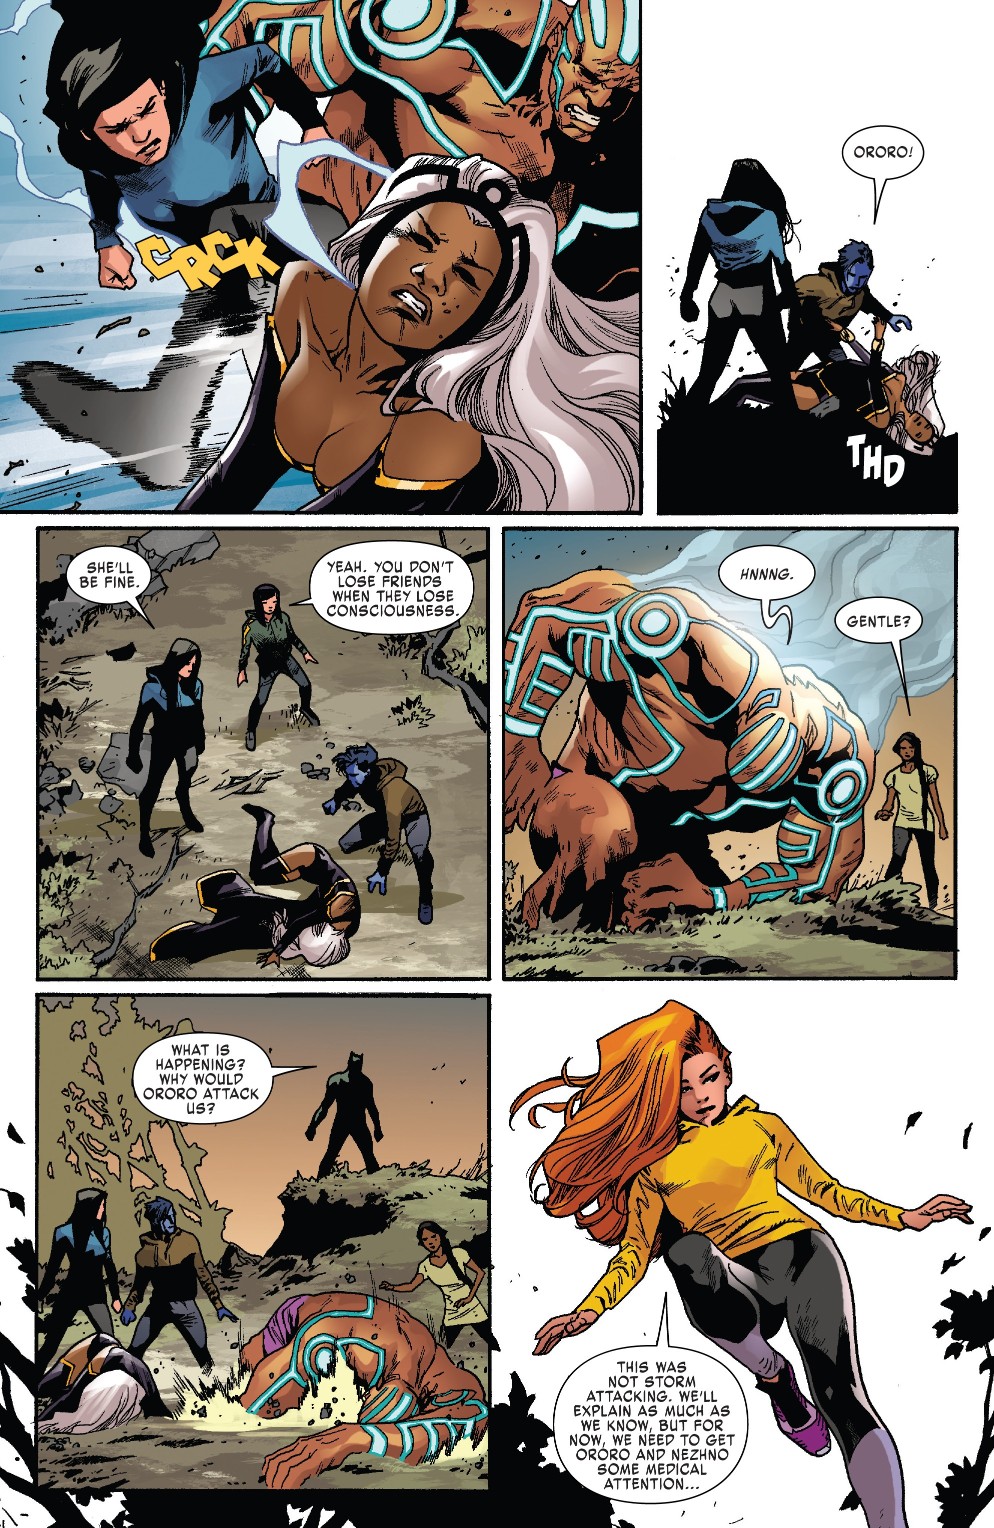 CRCK
ORORO!
THD
SHE'LL
BE FINE.
YEAH. YOU DON'T
LOSE FRIENDS
WHEN THEY LOSE
CONSCIOUSNESS.
HNNNG.
GENTLE?
WHAT IS
HAPPENING?
WHY WOULD
ORORO ATTACK
US?
THIS WAS
NOT STORM
ATTACKING. WE'LL
EXPLAIN AS MUCH AS
WE KNOW, BUT FOR
NOW, WE NEED TO GET
ORORO AND NEZHNO
SOME MEDICAL
ATTENTION...